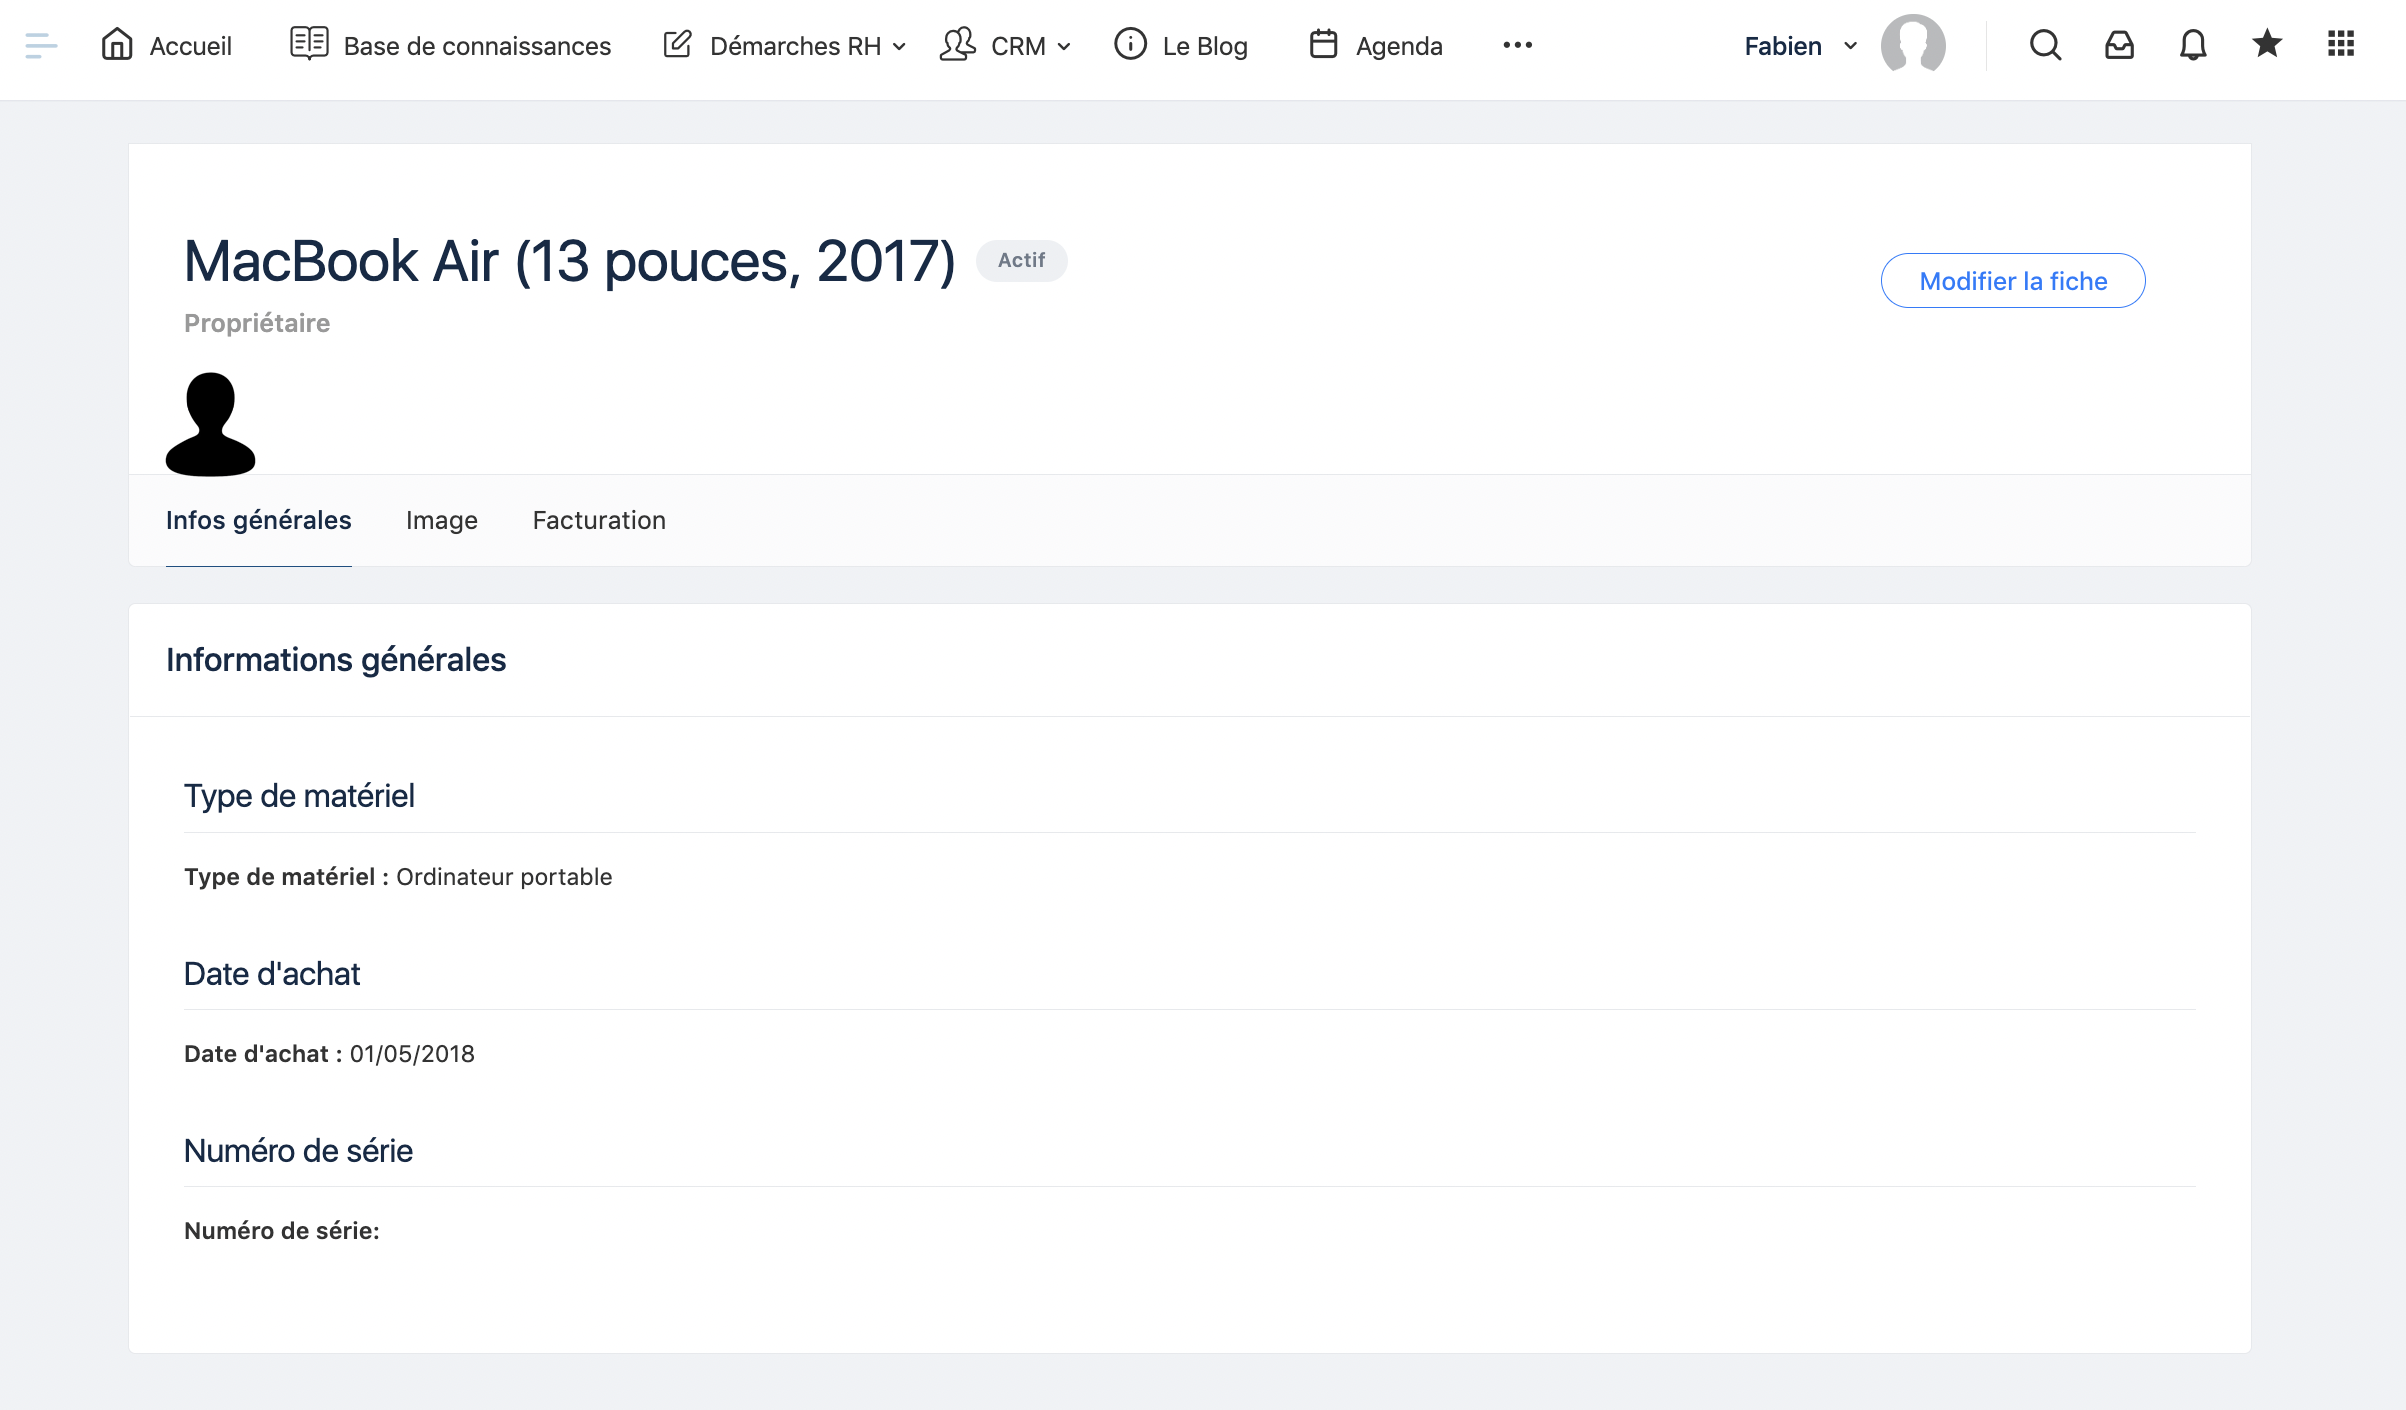 Accueil Base de connaissances Démarches RH CRM Le Blog Agenda Fabien
MacBook Air (13 pouces, 2017) Actif
Modifier la fiche
Propriétaire
Infos générales Image Facturation
Informations générales
Type de matériel
Type de matériel : Ordinateur portable
Date d'achat
Date d'achat : 01/05/2018
Numéro de série
Numéro de série: